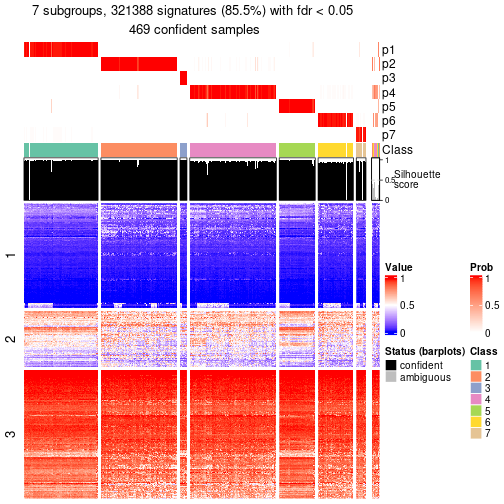 7 subgroups, 321388 signatures (85.5%) with fdr < 0.05
469 confident samples
p1
p2
p3
p4
p5
p6
p7
Class
1
0.5
0
Silhouette
score
1
2
3
Value
1
0.5
0
Prob
1
0.5
0
Status (barplots)
confident
ambiguous
Class
1
2
3
4
5
6
7